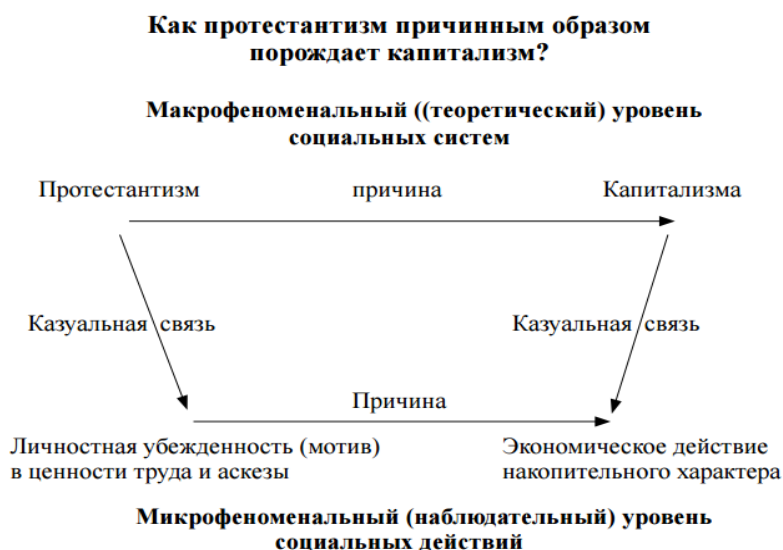 Как протестантизм причинным образом
порождает капитализм?
Макрофеноменальный ((теоретический) уровень
социальных систем
Протестантизм причина Капитализма
Казуальная связь Казуальная связь
Причина
Личностная убежденность (мотив)
в ценности труда и аскезы
Экономическое действие
накопительного характера
Микрофеноменальный (наблюдательный) уровень
социальных действий